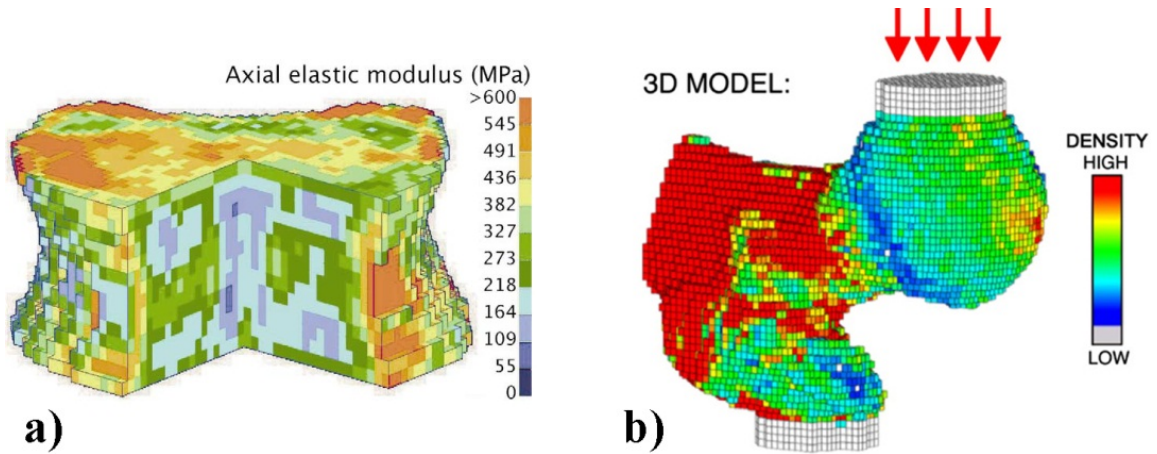 Axial elastic modulus (MPa)
>600
545
491
436
382
327
273
218
164
109
55
0
a)
3D MODEL:
DENSITY
HIGH
LOW
b)